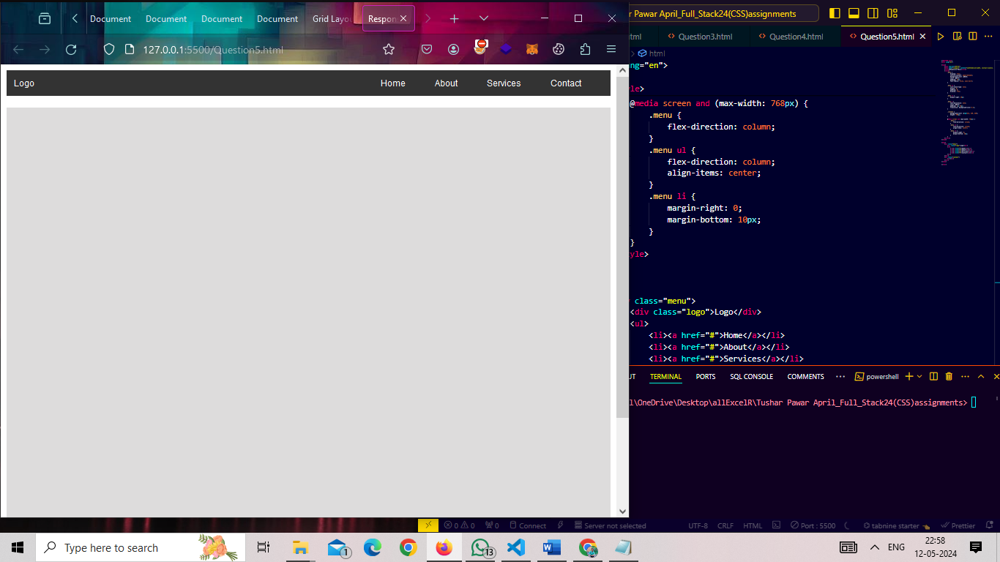 Document
Document
Document
Document
Grid Layou
Respon
127.0.0.1:5500/Question5.html
Logo
Home
About
Services
Contact
r Pawar April_Full_Stack24(CSS)assignments
tml
Question3.html
Question4.html
Question5.html
html
ng="en">
le>
@media screen and (max-width: 768px) {
.menu {
flex-direction: column;
}
.menu ul {
flex-direction: column;
align-items: center;
}
.menu li {
margin-right: 0;
margin-bottom: 10px;
}
}
yle>
class="menu">
<div class="logo">Logo</div>
<ul>
<li><a href="#">Home</a></li>
<li><a href="#">About</a></li>
<li><a href="#">Services</a></li>
UT
TERMINAL
PORTS
SQL CONSOLE
COMMENTS
powershell
l\OneDrive\Desktop\allExcelR\Tushar Pawar April_Full_Stack24(CSS)assignments>
0 0 0 Connect Server not selected
UTF-8 CRLF HTML Port : 5500 tabnine starter Prettier
Type here to search
1
13
ENG
22:58
12-05-2024